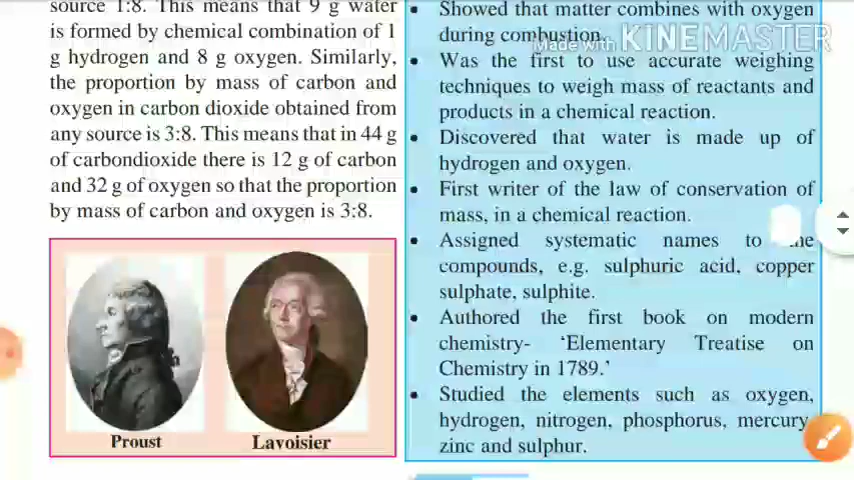 source 1:8. This means that 9 g water
is formed by chemical combination of 1
g hydrogen and 8 g oxygen. Similarly,
the proportion by mass of carbon and
oxygen in carbon dioxide obtained from
any source is 3:8. This means that in 44 g
of carbondioxide there is 12 g of carbon
and 32 g of oxygen so that the proportion
by mass of carbon and oxygen is 3:8.
Proust
Lavoisier
• Showed that matter combines with oxygen
during combustion.
Made with KINEMASTER
• Was the first to use accurate weighing
techniques to weigh mass of reactants and
products in a chemical reaction.
• Discovered that water is made up of
hydrogen and oxygen.
• First writer of the law of conservation of
mass, in a chemical reaction.
• Assigned systematic names to
compounds, e.g. sulphuric acid, copper
sulphate, sulphite.
• Authored the first book on modern
chemistry- ‘Elementary Treatise on
Chemistry in 1789.’
• Studied the elements such as oxygen,
hydrogen, nitrogen, phosphorus, mercury
zinc and sulphur.